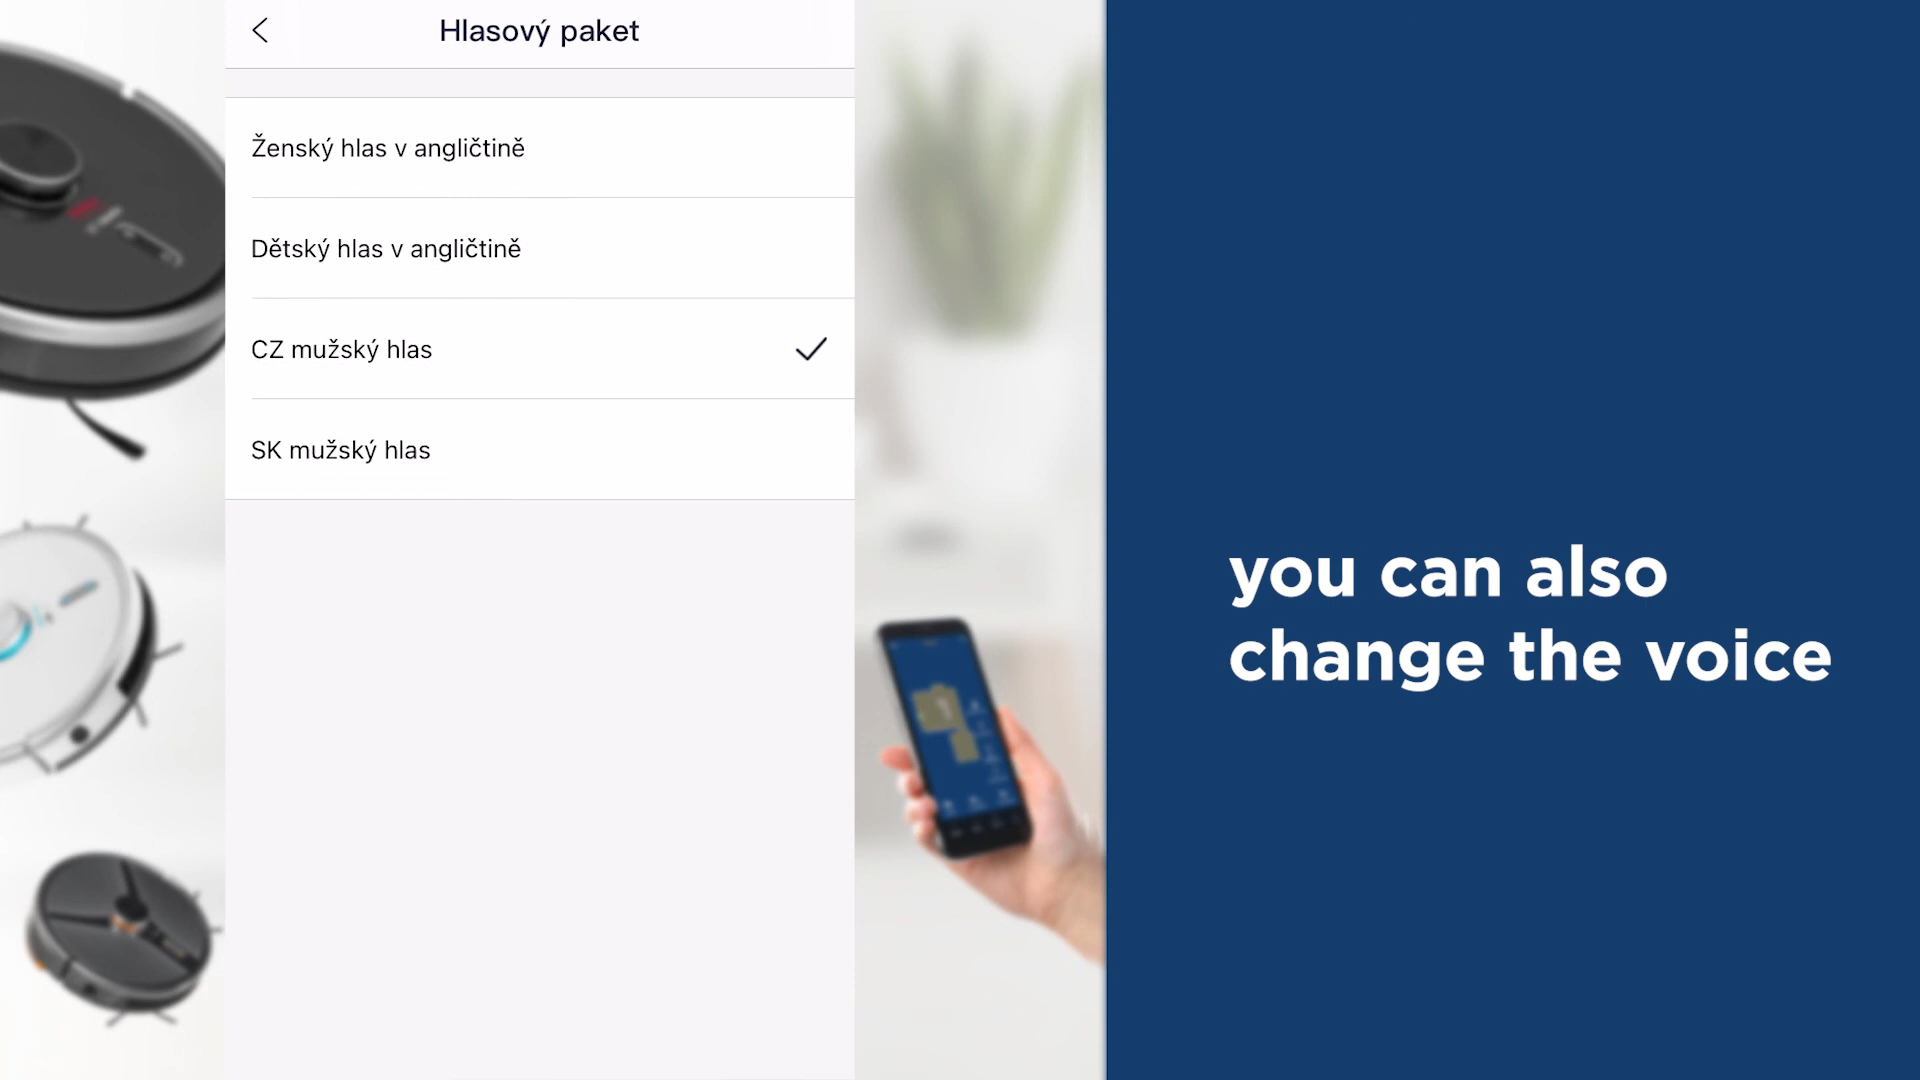 Hlasový paket
Ženský hlas v angličtině
Dětský hlas v angličtině
CZ mužský hlas
SK mužský hlas
you can also
change the voice